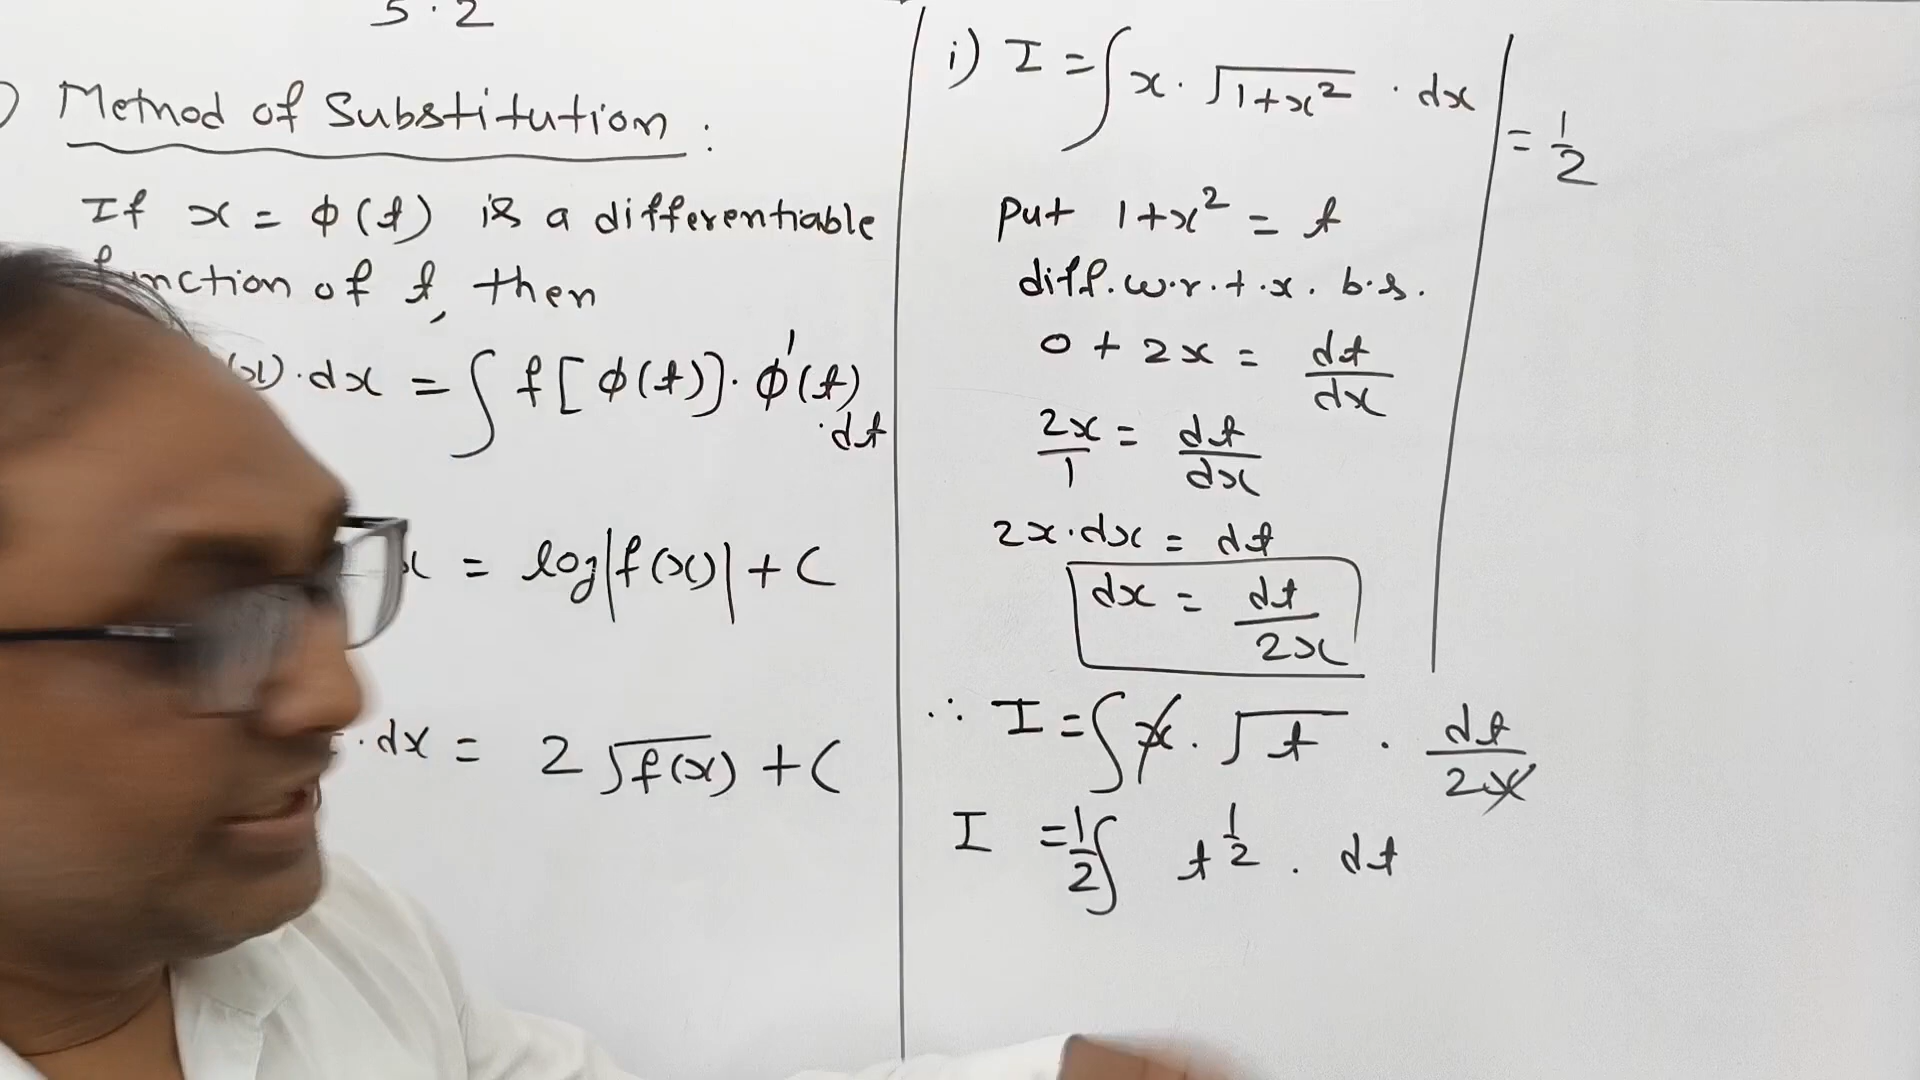 5.2
Method of Substitution :
If x = φ(t) is a differentiable
function of t, then
(x).dx = ∫ f[φ(t)].φ'(t)
.dt
x = log|f(x)| + C
.dx = 2√f(x) + C
i) I = ∫ x . √1+x² . dx
put 1+x² = t
diff. w.r.t.x. b.s.
0 + 2x = dt/dx
2x/1 = dt/dx
2x.dx = dt
dx = dt/2x
∴ I = ∫ x . √t . dt/2x
I = 1/2 ∫ t^1/2 . dt
= 1/2